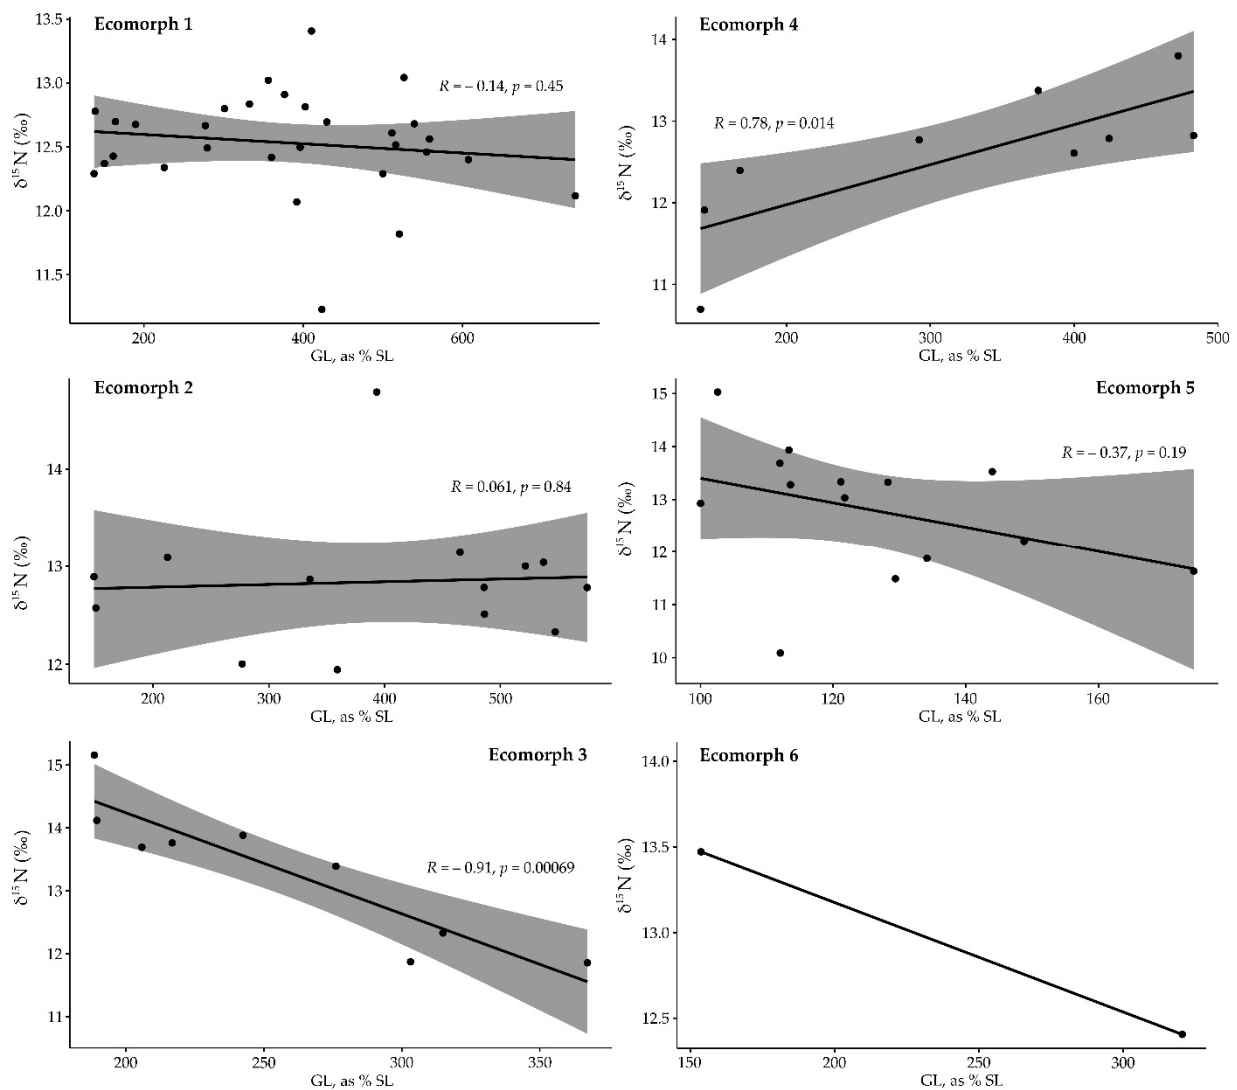 Ecomorph 1
R = – 0.14, p = 0.45
δ¹⁵N (‰)
13.5
13.0
12.5
12.0
11.5
200
400
600
GL, as % SL
Ecomorph 4
R = 0.78, p = 0.014
δ¹⁵N (‰)
14
13
12
11
200
300
400
500
GL, as % SL
Ecomorph 2
R = 0.061, p = 0.84
δ¹⁵N (‰)
14
13
12
200
300
400
500
GL, as % SL
Ecomorph 5
R = – 0.37, p = 0.19
δ¹⁵N (‰)
15
14
13
12
11
10
100
120
140
160
GL, as % SL
Ecomorph 3
R = – 0.91, p = 0.00069
δ¹⁵N (‰)
15
14
13
12
11
200
250
300
350
GL, as % SL
Ecomorph 6
δ¹⁵N (‰)
14.0
13.5
13.0
12.5
150
200
250
300
GL, as % SL